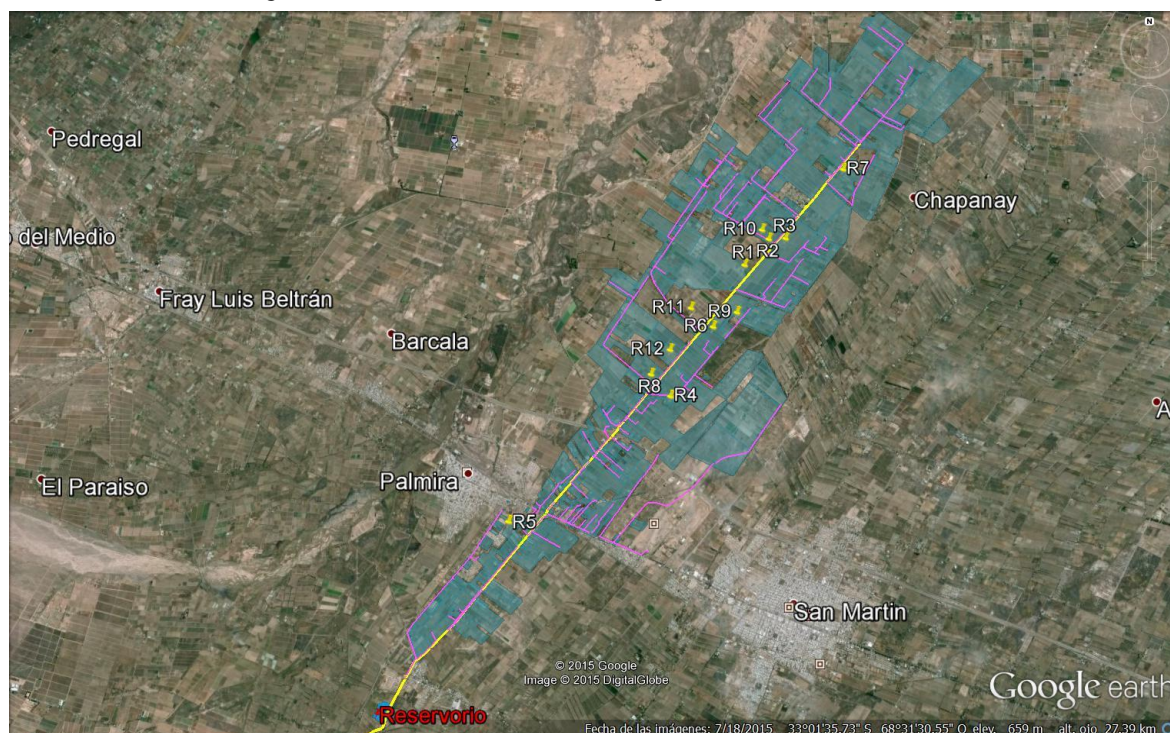 N
Pedregal
R7
Chapanay
del Medio
R10
R3
R1
R2
Fray Luis Beltrán
R11
R9
R6
Barcala
R12
R8
R4
A
Palmira
El Paraiso
R5
San Martin
© 2015 Google
Image © 2015 DigitalGlobe
Google earth
Reservorio
Fecha de las imágenes: 7/18/2015 33°01'35.73" S 68°31'30.55" O elev. 659 m alt. ojo 27.39 km